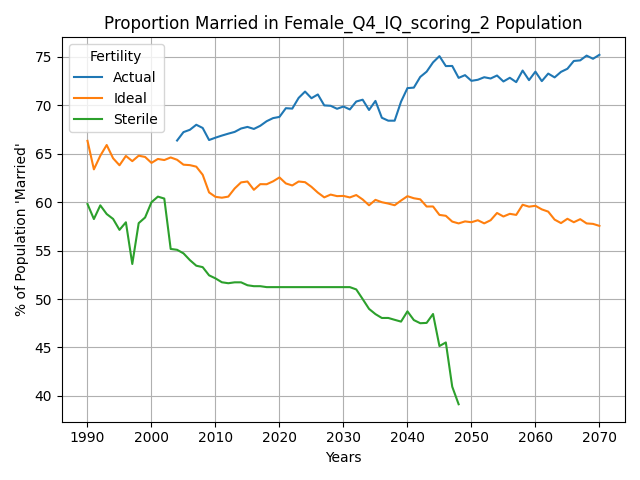 Proportion Married in Female_Q4_IQ_scoring_2 Population
Fertility
Actual
Ideal
Sterile
% of Population 'Married'
75
70
65
60
55
50
45
40
1990 2000 2010 2020 2030 2040 2050 2060 2070
Years